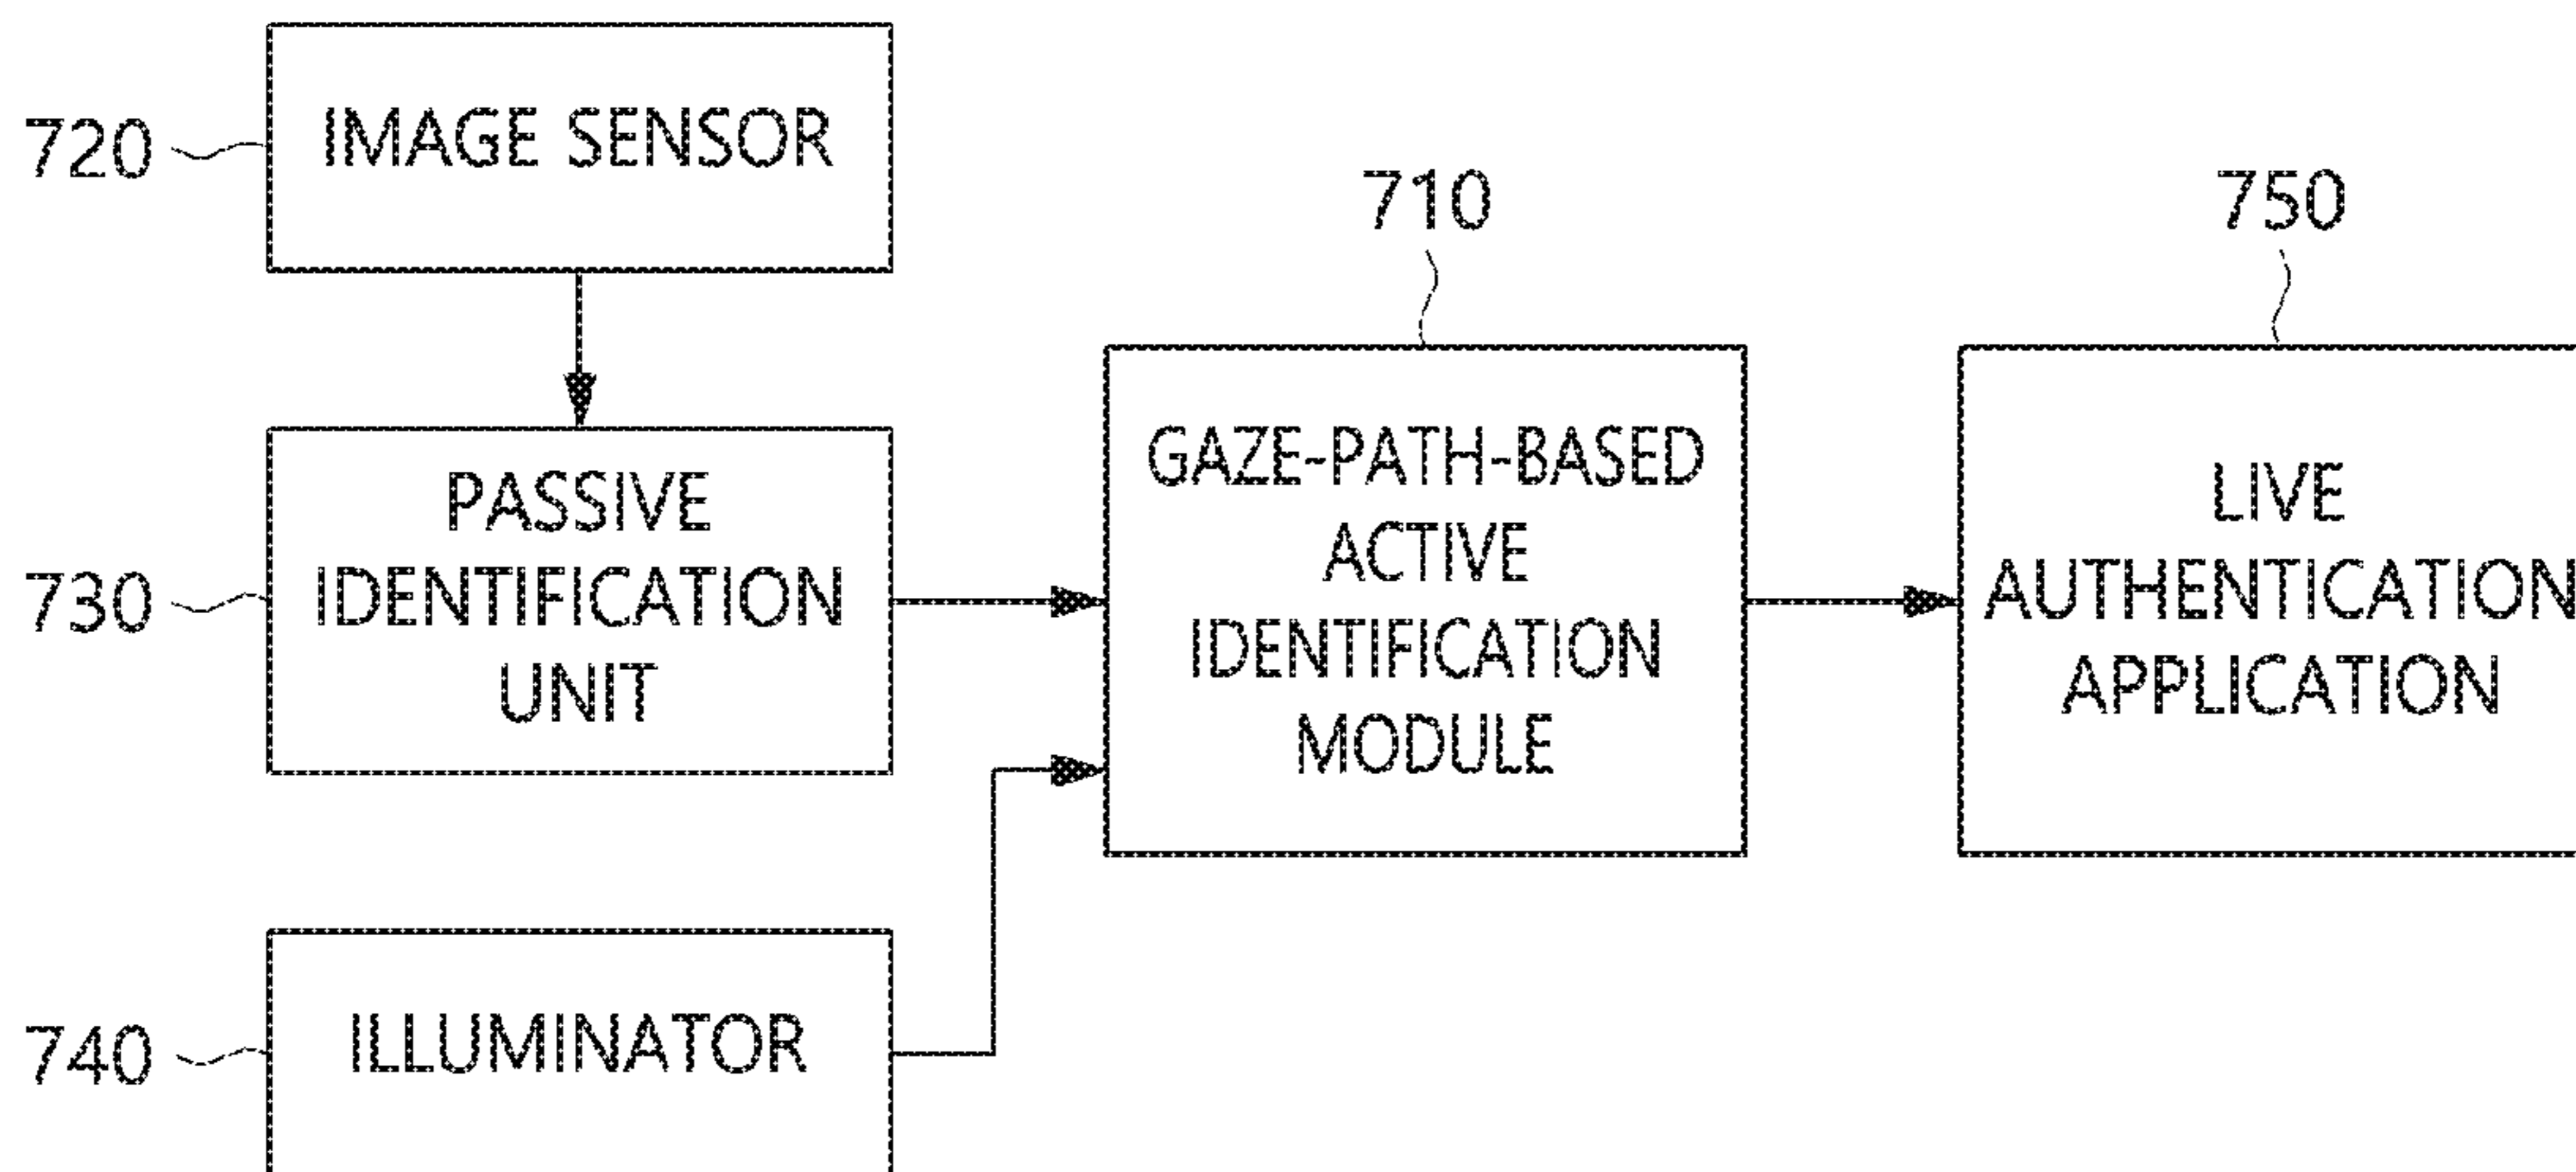 720
IMAGE SENSOR
710
750
730
PASSIVE
IDENTIFICATION
UNIT
GAZE-PATH-BASED
ACTIVE
IDENTIFICATION
MODULE
LIVE
AUTHENTICATION
APPLICATION
740
ILLUMINATOR